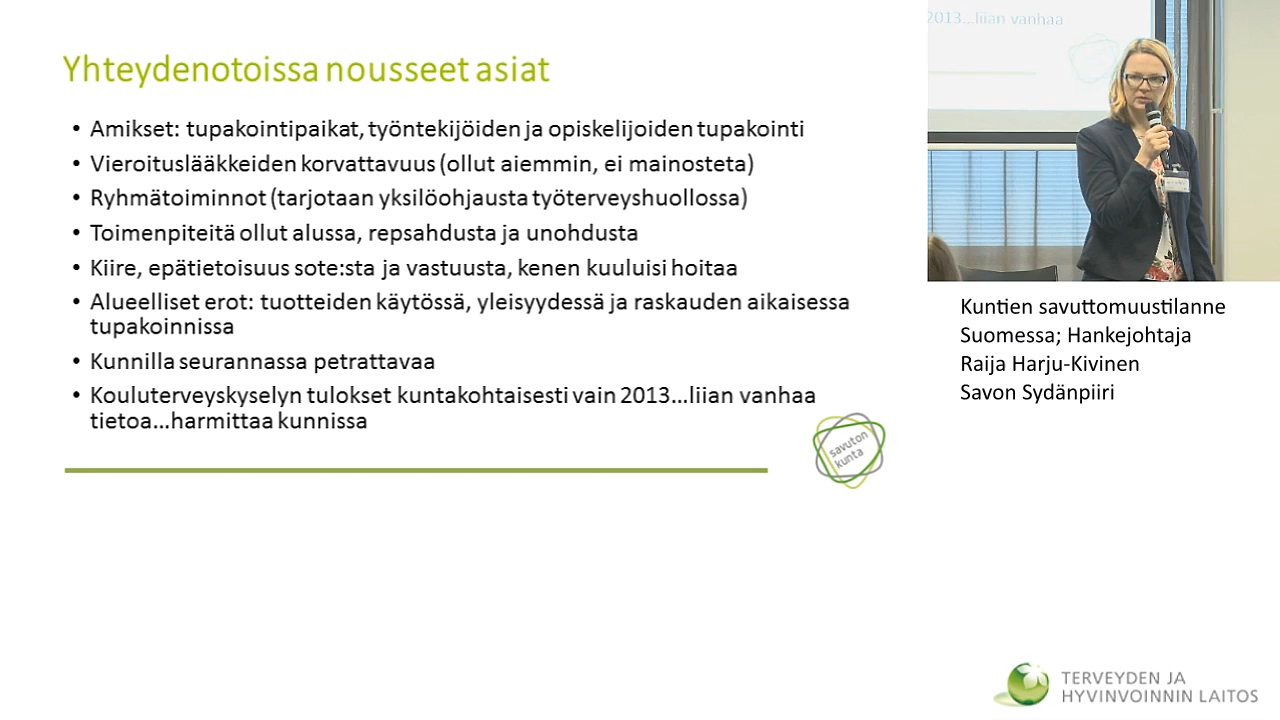 Yhteydenotoissa nousseet asiat
• Amikset: tupakointipaikat, työntekijöiden ja opiskelijoiden tupakointi
• Vieroituslääkkeiden korvattavuus (ollut aiemmin, ei mainosteta)
• Ryhmätoiminnot (tarjotaan yksilöohjausta työterveyshuollossa)
• Toimenpiteitä ollut alussa, repsahdusta ja unohdusta
• Kiire, epätietoisuus sote:sta ja vastuusta, kenen kuuluisi hoitaa
• Alueelliset erot: tuotteiden käytössä, yleisyydessä ja raskauden aikaisessa
tupakoinnissa
• Kunnilla seurannassa petrattavaa
• Kouluterveyskyselyn tulokset kuntakohtaisesti vain 2013...liian vanhaa
tietoa...harmittaa kunnissa
savuton
kunta
2013...liian vanhaa
Kuntien savuttomuustilanne
Suomessa; Hankejohtaja
Raija Harju-Kivinen
Savon Sydänpiiri
TERVEYDEN JA
HYVINVOINNIN LAITOS